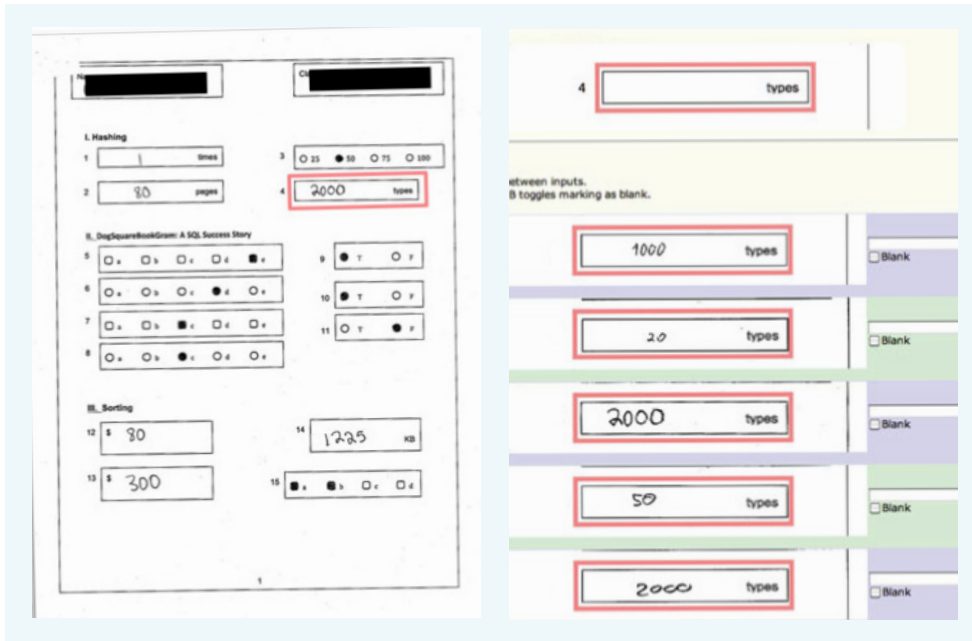 I. Hashing
1 1 times
3 25 50 75 100
2 80 pages
4 2000 types
II. DogSquareBookGram: A SQL Success Story
5 a b c d e
9 T F
6 a b c d e
10 T F
7 a b c d e
11 T F
8 a b c d e
III. Sorting
12 $ 80
14 1225 KB
13 $ 300
15 a b c d
1
4 types
etween inputs.
B toggles marking as blank.
1000 types
Blank
20 types
Blank
2000 types
Blank
50 types
Blank
2000 types
Blank